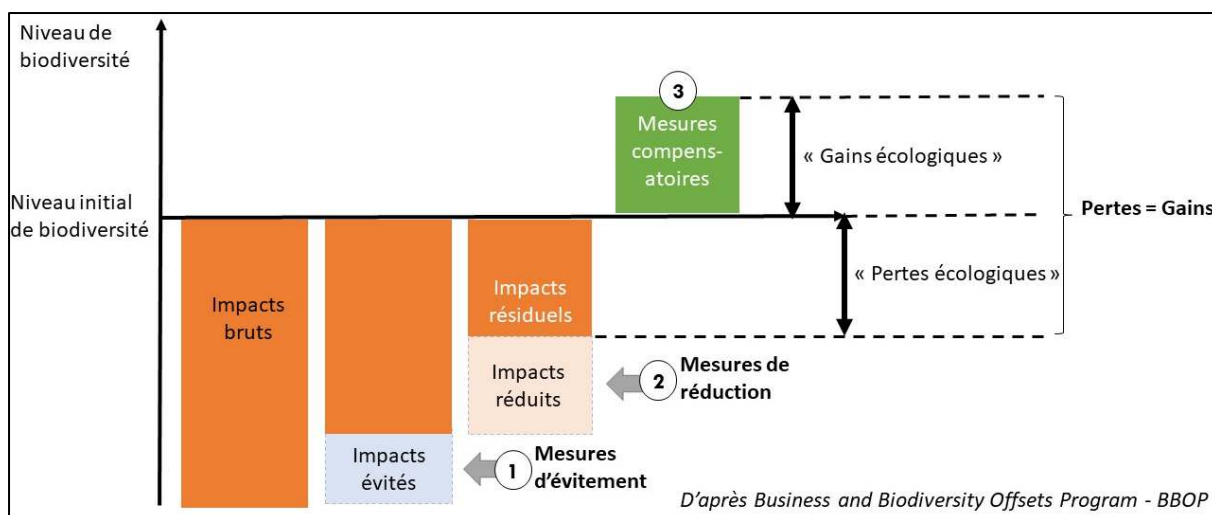 Niveau de
biodiversité
Niveau initial
de biodiversité
Impacts
bruts
Impacts
évités
1
Mesures
d'évitement
Impacts
résiduels
Impacts
réduits
2
Mesures de
réduction
3
Mesures
compens-
atoires
« Gains écologiques »
« Pertes écologiques »
Pertes = Gains
D'après Business and Biodiversity Offsets Program - BBOP